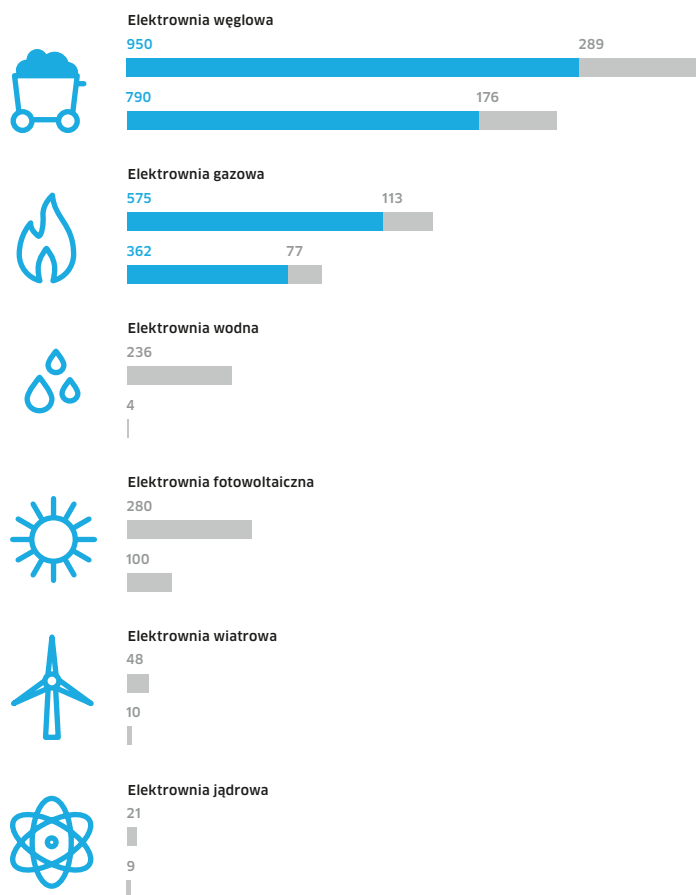 Elektrownia węglowa
950 289
790 176
Elektrownia gazowa
575 113
362 77
Elektrownia wodna
236
4
Elektrownia fotowoltaiczna
280
100
Elektrownia wiatrowa
48
10
Elektrownia jądrowa
21
9